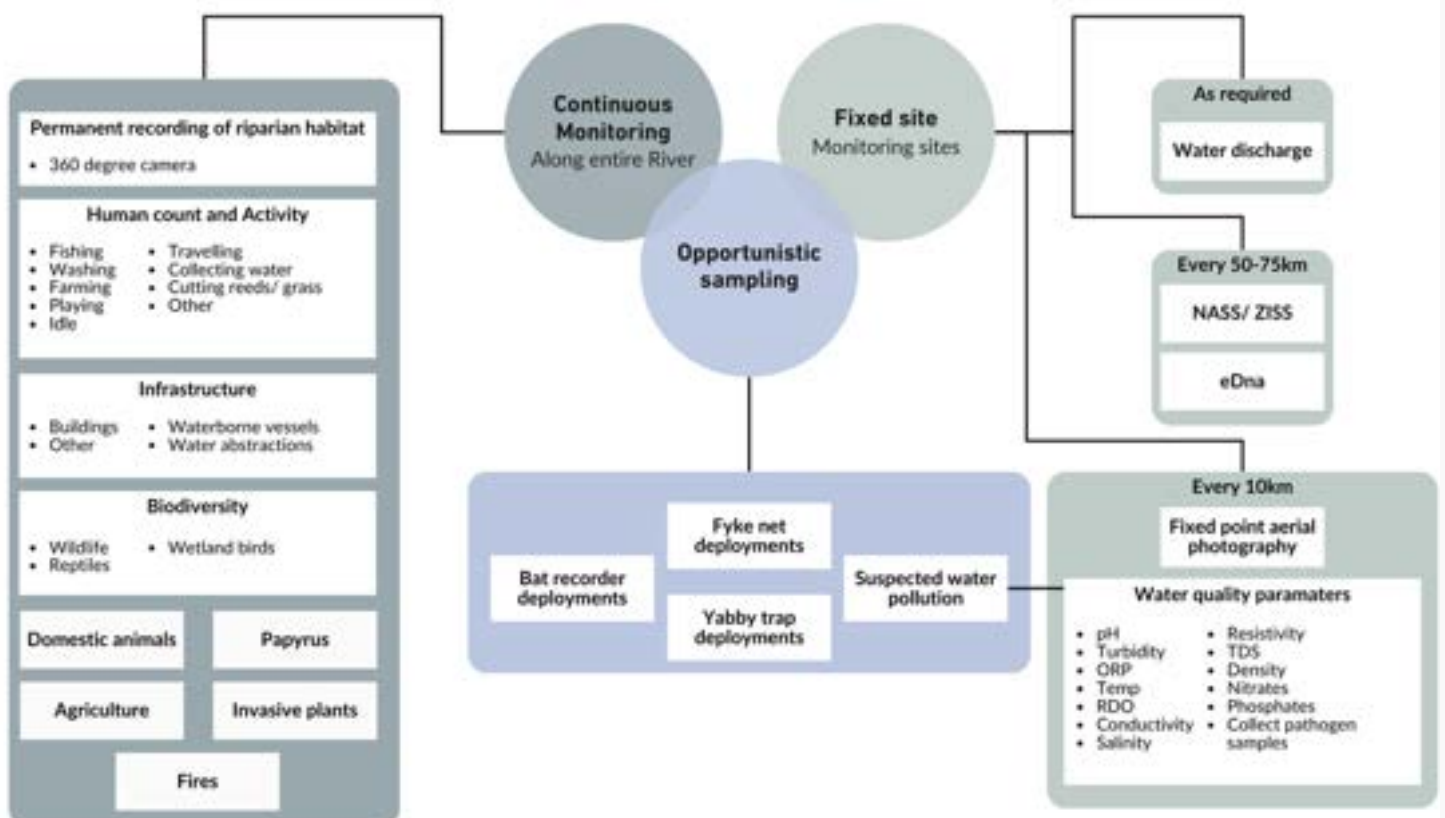 Permanent recording of riparian habitat
• 360 degree camera
Human count and Activity
• Fishing
• Washing
• Farming
• Playing
• Idle
• Travelling
• Collecting water
• Cutting reeds/ grass
• Other
Infrastructure
• Buildings
• Other
• Waterborne vessels
• Water abstractions
Biodiversity
• Wildlife
• Reptiles
• Wetland birds
Domestic animals
Papyrus
Agriculture
Invasive plants
Fires
Continuous
Monitoring
Along entire River
Fixed site
Monitoring sites
Opportunistic
sampling
Bat recorder
deployments
Fyke net
deployments
Yabby trap
deployments
Suspected water
pollution
As required
Water discharge
Every 50-75km
NASS/ ZISS
eDna
Every 10km
Fixed point aerial
photography
Water quality paramaters
• pH
• Turbidity
• ORP
• Temp
• RDO
• Conductivity
• Salinity
• Resistivity
• TDS
• Density
• Nitrates
• Phosphates
• Collect pathogen
samples